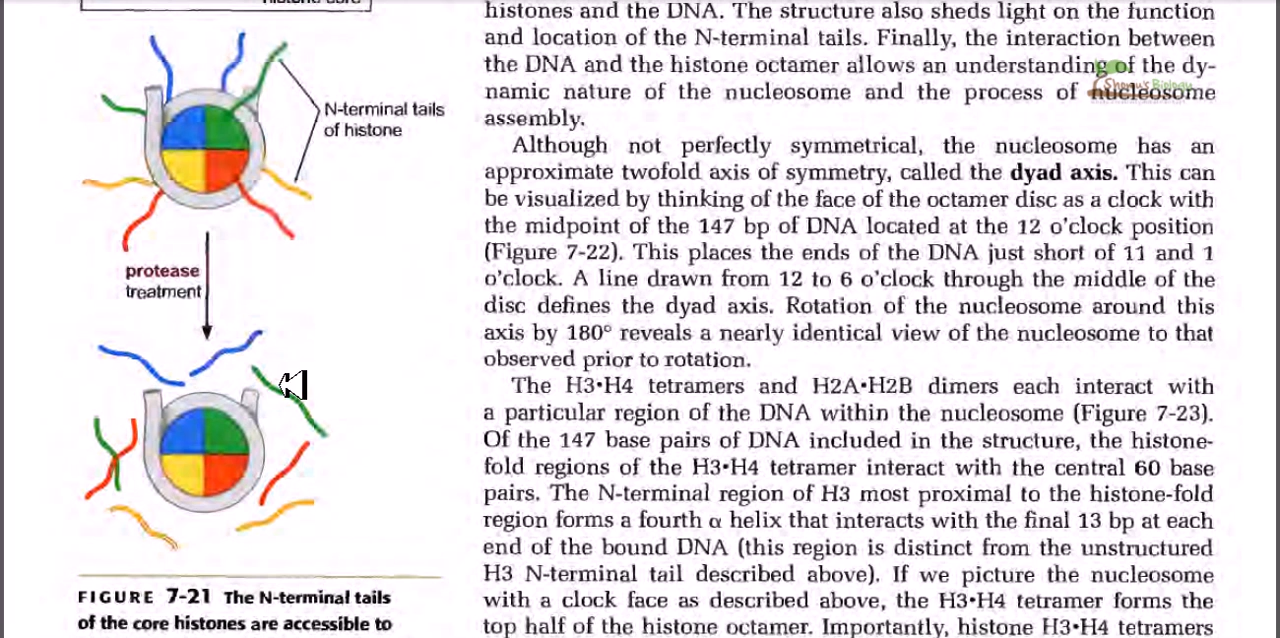 histone core
N-terminal tails
of histone
protease
treatment
FIGURE 7-21 The N-terminal tails
of the core histones are accessible to
histones and the DNA. The structure also sheds light on the function
and location of the N-terminal tails. Finally, the interaction between
the DNA and the histone octamer allows an understanding of the dy-
namic nature of the nucleosome and the process of nucleosome
assembly.
Although not perfectly symmetrical, the nucleosome has an
approximate twofold axis of symmetry, called the dyad axis. This can
be visualized by thinking of the face of the octamer disc as a clock with
the midpoint of the 147 bp of DNA located at the 12 o'clock position
(Figure 7-22). This places the ends of the DNA just short of 11 and 1
o'clock. A line drawn from 12 to 6 o'clock through the middle of the
disc defines the dyad axis. Rotation of the nucleosome around this
axis by 180° reveals a nearly identical view of the nucleosome to that
observed prior to rotation.
The H3•H4 tetramers and H2A•H2B dimers each interact with
a particular region of the DNA within the nucleosome (Figure 7-23).
Of the 147 base pairs of DNA included in the structure, the histone-
fold regions of the H3•H4 tetramer interact with the central 60 base
pairs. The N-terminal region of H3 most proximal to the histone-fold
region forms a fourth α helix that interacts with the final 13 bp at each
end of the bound DNA (this region is distinct from the unstructured
H3 N-terminal tail described above). If we picture the nucleosome
with a clock face as described above, the H3•H4 tetramer forms the
top half of the histone octamer. Importantly, histone H3•H4 tetramers
Biology